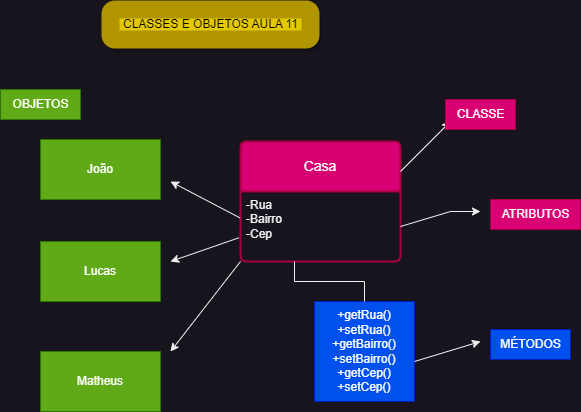 CLASSES E OBJETOS AULA 11
OBJETOS
CLASSE
João
Casa
-Rua
-Bairro
-Cep
ATRIBUTOS
Lucas
+getRua()
+setRua()
+getBairro()
+setBairro()
+getCep()
+setCep()
MÉTODOS
Matheus